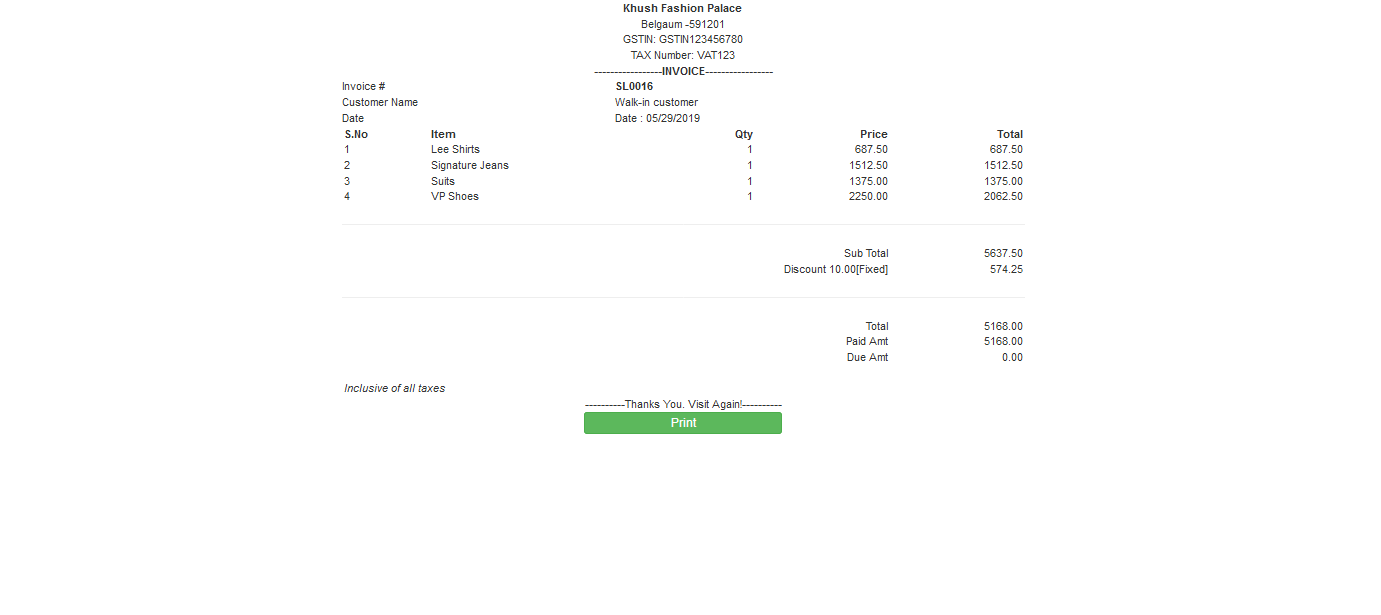 Khush Fashion Palace
Belgaum -591201
GSTIN: GSTIN123456780
TAX Number: VAT123
-----------------INVOICE-----------------
Invoice # SL0016
Customer Name Walk-in customer
Date Date : 05/29/2019
S.No Item Qty Price Total
1 Lee Shirts 1 687.50 687.50
2 Signature Jeans 1 1512.50 1512.50
3 Suits 1 1375.00 1375.00
4 VP Shoes 1 2250.00 2062.50
Sub Total 5637.50
Discount 10.00[Fixed] 574.25
Total 5168.00
Paid Amt 5168.00
Due Amt 0.00
Inclusive of all taxes
----------Thanks You. Visit Again!----------
Print